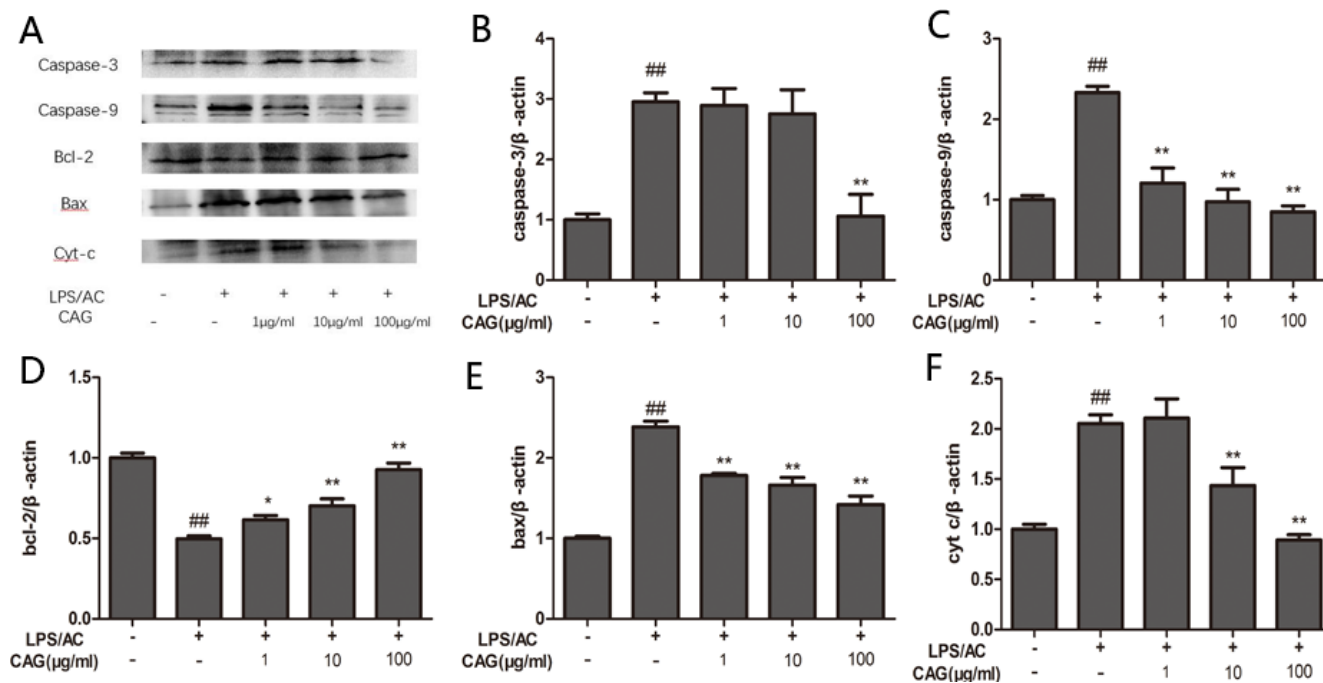 A
Caspase-3
Caspase-9
Bcl-2
Bax
Cyt-c
LPS/AC - + + + +
CAG - - 1μg/ml 10μg/ml 100μg/ml
B
caspase-3/β -actin
4
3
2
1
0
##
**
LPS/AC - + + + +
CAG(μg/ml) - - 1 10 100
C
caspase-9/β -actin
3
2
1
0
##
** ** **
LPS/AC - + + + +
CAG(μg/ml) - - 1 10 100
D
bcl-2/β -actin
1.5
1.0
0.5
0.0
##
* ** **
LPS/AC - + + + +
CAG(μg/ml) - - 1 10 100
E
bax/β -actin
3
2
1
0
##
** ** **
LPS/AC - + + + +
CAG(μg/ml) - - 1 10 100
F
cyt c/β -actin
2.5
2.0
1.5
1.0
0.5
0.0
##
** **
LPS/AC - + + + +
CAG(μg/ml) - - 1 10 100